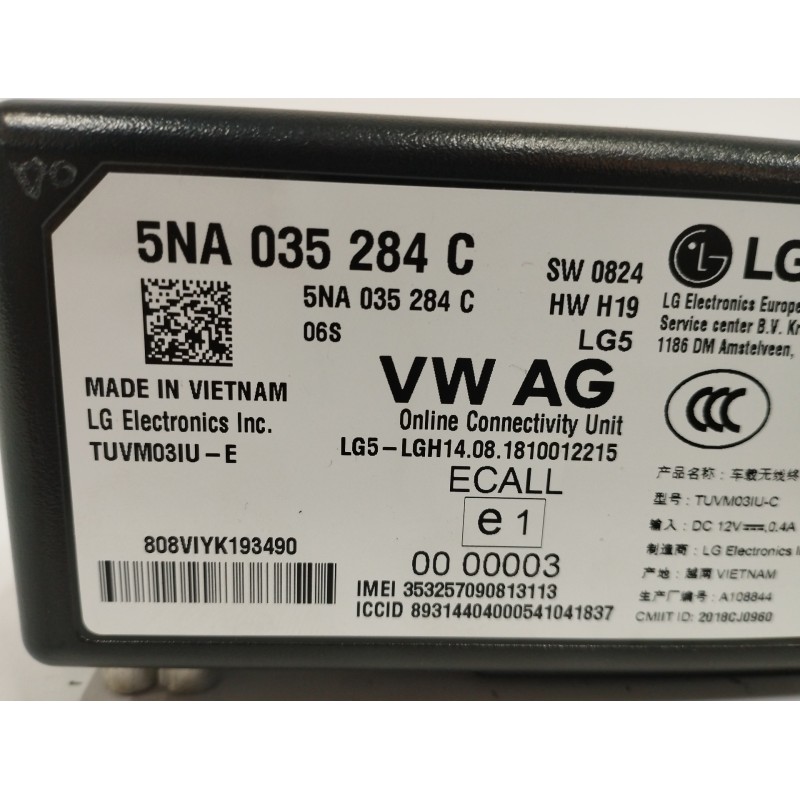 5NA 035 284 C
5NA 035 284 C
06S
SW 0824
HW H19
LG5
VW AG
Online Connectivity Unit
LG5-LGH14.08.1810012215
MADE IN VIETNAM
LG Electronics Inc.
TUVM03IU-E
ECALL
e1
00 00003
808VIYK193490
IMEI 353257090813113
ICCID 89314404000541041837
LG
LG Electronics Europe
Service center B.V. Kr
1186 DM Amstelveen,
CCC
产品名称: 车载无线终
型号: TUVM03IU-C
输入: DC 12V⎓,0.4A
制造商: LG Electronics I
产地: 越南 VIETNAM
生产厂编号: A108844
CMIIT ID: 2018CJ0960